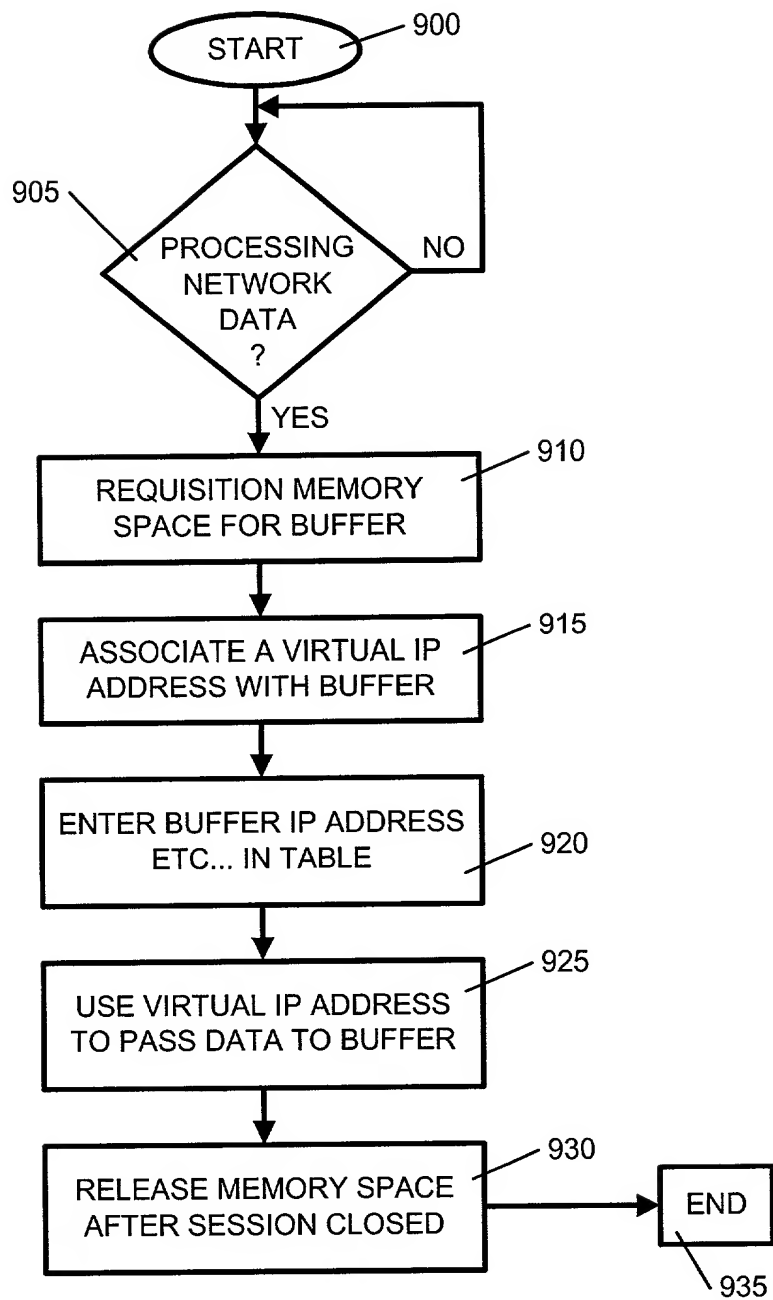 START
900
905
PROCESSING
NETWORK
DATA
?
NO
YES
910
REQUISITION MEMORY
SPACE FOR BUFFER
915
ASSOCIATE A VIRTUAL IP
ADDRESS WITH BUFFER
ENTER BUFFER IP ADDRESS
ETC... IN TABLE
920
925
USE VIRTUAL IP ADDRESS
TO PASS DATA TO BUFFER
930
RELEASE MEMORY SPACE
AFTER SESSION CLOSED
END
935